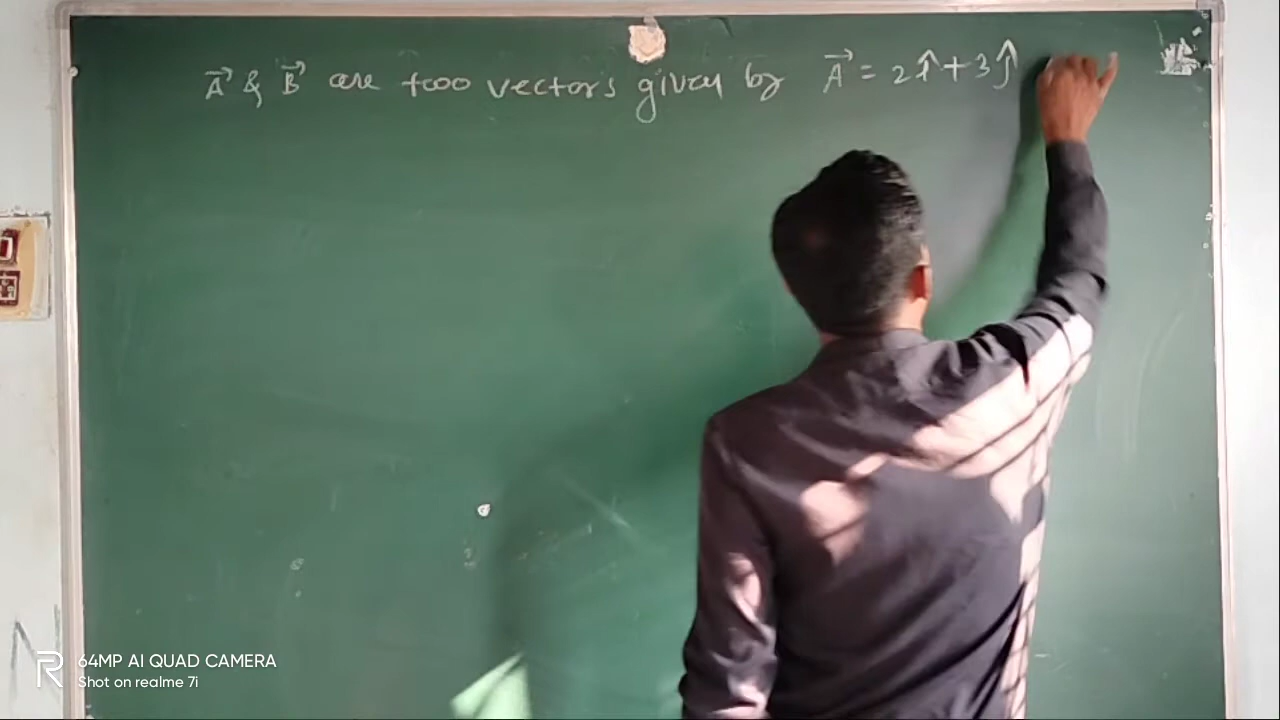 A⃗ & B⃗ are two vectors given by A⃗ = 2î + 3ĵ
64MP AI QUAD CAMERA
Shot on realme 7i